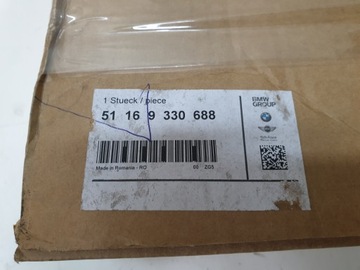 1 Stueck / piece
BMW
GROUP
51 16 9 330 688
Made in Romania - RO